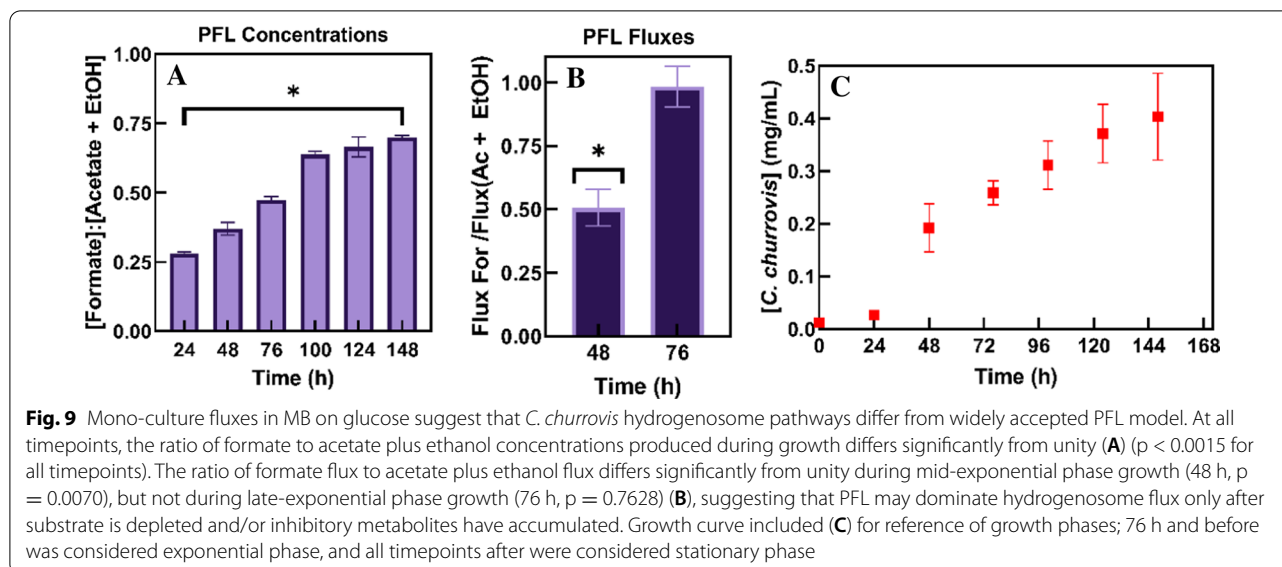 PFL Concentrations
A
*
[Formate]:[Acetate + EtOH]
1.00
0.75
0.50
0.25
0.00
24 48 76 100 124 148
Time (h)
PFL Fluxes
B
*
Flux For /Flux(Ac + EtOH)
1.00
0.75
0.50
0.25
0.00
48 76
Time (h)
C
[C. churrovis] (mg/mL)
0.5
0.4
0.3
0.2
0.1
0.0
0 24 48 72 96 120 144 168
Time (h)
Fig. 9 Mono-culture fluxes in MB on glucose suggest that C. churrovis hydrogenosome pathways differ from widely accepted PFL model. At all
timepoints, the ratio of formate to acetate plus ethanol concentrations produced during growth differs significantly from unity (A) (p < 0.0015 for
all timepoints). The ratio of formate flux to acetate plus ethanol flux differs significantly from unity during mid-exponential phase growth (48 h, p
= 0.0070), but not during late-exponential phase growth (76 h, p = 0.7628) (B), suggesting that PFL may dominate hydrogenosome flux only after
substrate is depleted and/or inhibitory metabolites have accumulated. Growth curve included (C) for reference of growth phases; 76 h and before
was considered exponential phase, and all timepoints after were considered stationary phase